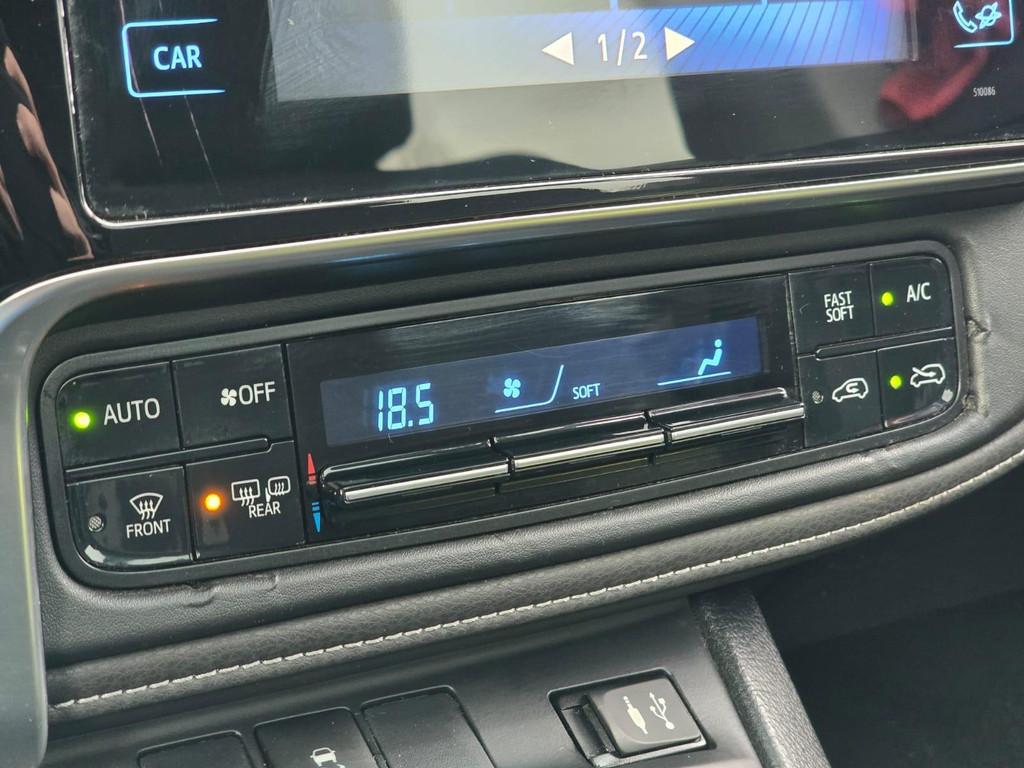 CAR
1/2
510086
FAST
SOFT
A/C
AUTO
OFF
18.5
SOFT
FRONT
REAR